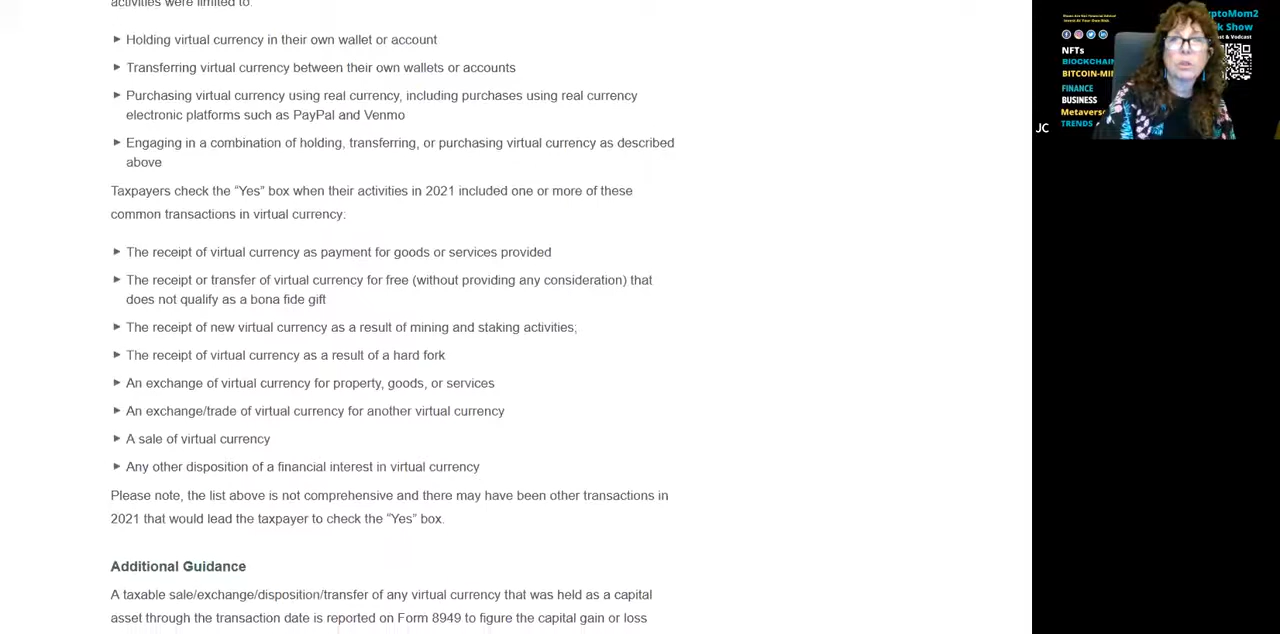 activities were limited to:
► Holding virtual currency in their own wallet or account
► Transferring virtual currency between their own wallets or accounts
► Purchasing virtual currency using real currency, including purchases using real currency
electronic platforms such as PayPal and Venmo
► Engaging in a combination of holding, transferring, or purchasing virtual currency as described
above
Taxpayers check the “Yes” box when their activities in 2021 included one or more of these
common transactions in virtual currency:
► The receipt of virtual currency as payment for goods or services provided
► The receipt or transfer of virtual currency for free (without providing any consideration) that
does not qualify as a bona fide gift
► The receipt of new virtual currency as a result of mining and staking activities;
► The receipt of virtual currency as a result of a hard fork
► An exchange of virtual currency for property, goods, or services
► An exchange/trade of virtual currency for another virtual currency
► A sale of virtual currency
► Any other disposition of a financial interest in virtual currency
Please note, the list above is not comprehensive and there may have been other transactions in
2021 that would lead the taxpayer to check the “Yes” box.
Additional Guidance
A taxable sale/exchange/disposition/transfer of any virtual currency that was held as a capital
asset through the transaction date is reported on Form 8949 to figure the capital gain or loss
yptoMom2
k Show
st & Vodcast
NFTs
BlOCKCHAIN
BITCOIN-MI
FINANCE
BUSINESS
Metavers
TRENDS
JC